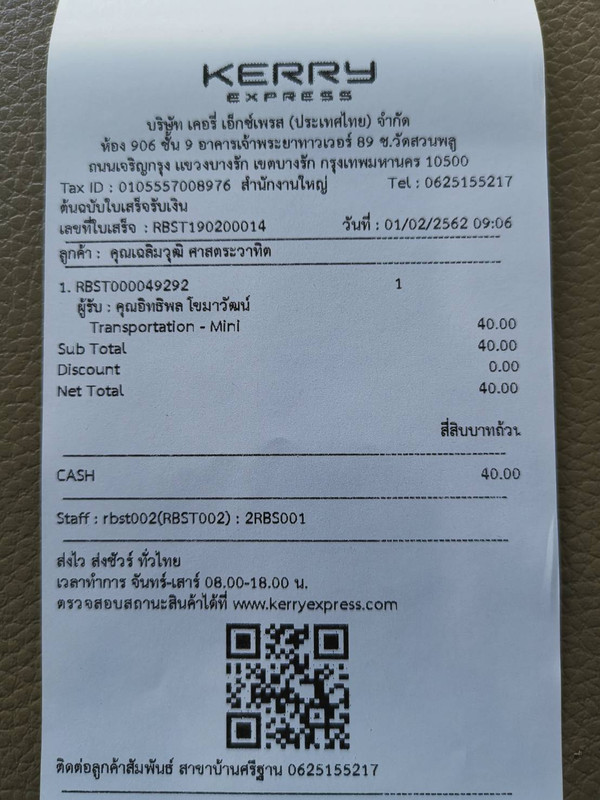 KERRY
EXPRESS
บริษัท เคอรี่ เอ็กซ์เพรส (ประเทศไทย) จำกัด
ห้อง 906 ชั้น 9 อาคารเจ้าพระยาทาวเวอร์ 89 ซ.วัดสวนพลู
ถนนเจริญกรุง แขวงบางรัก เขตบางรัก กรุงเทพมหานคร 10500
Tax ID : 0105557008976 สำนักงานใหญ่ Tel : 0625155217
ต้นฉบับใบเสร็จรับเงิน
เลขที่ใบเสร็จ : RBST190200014 วันที่ : 01/02/2562 09:06
ลูกค้า : คุณเฉลิมวุฒิ ศาสตระวาทิต
1. RBST000049292 1
ผู้รับ : คุณอิทธิพล โขมาวัฒน์
Transportation - Mini 40.00
Sub Total 40.00
Discount 0.00
Net Total 40.00
สี่สิบบาทถ้วน
CASH 40.00
Staff : rbst002(RBST002) : 2RBS001
ส่งไว ส่งชัวร์ ทั่วไทย
เวลาทำการ จันทร์-เสาร์ 08.00-18.00 น.
ตรวจสอบสถานะสินค้าได้ที่ www.kerryexpress.com
ติดต่อลูกค้าสัมพันธ์ สาขาบ้านศรีฐาน 0625155217